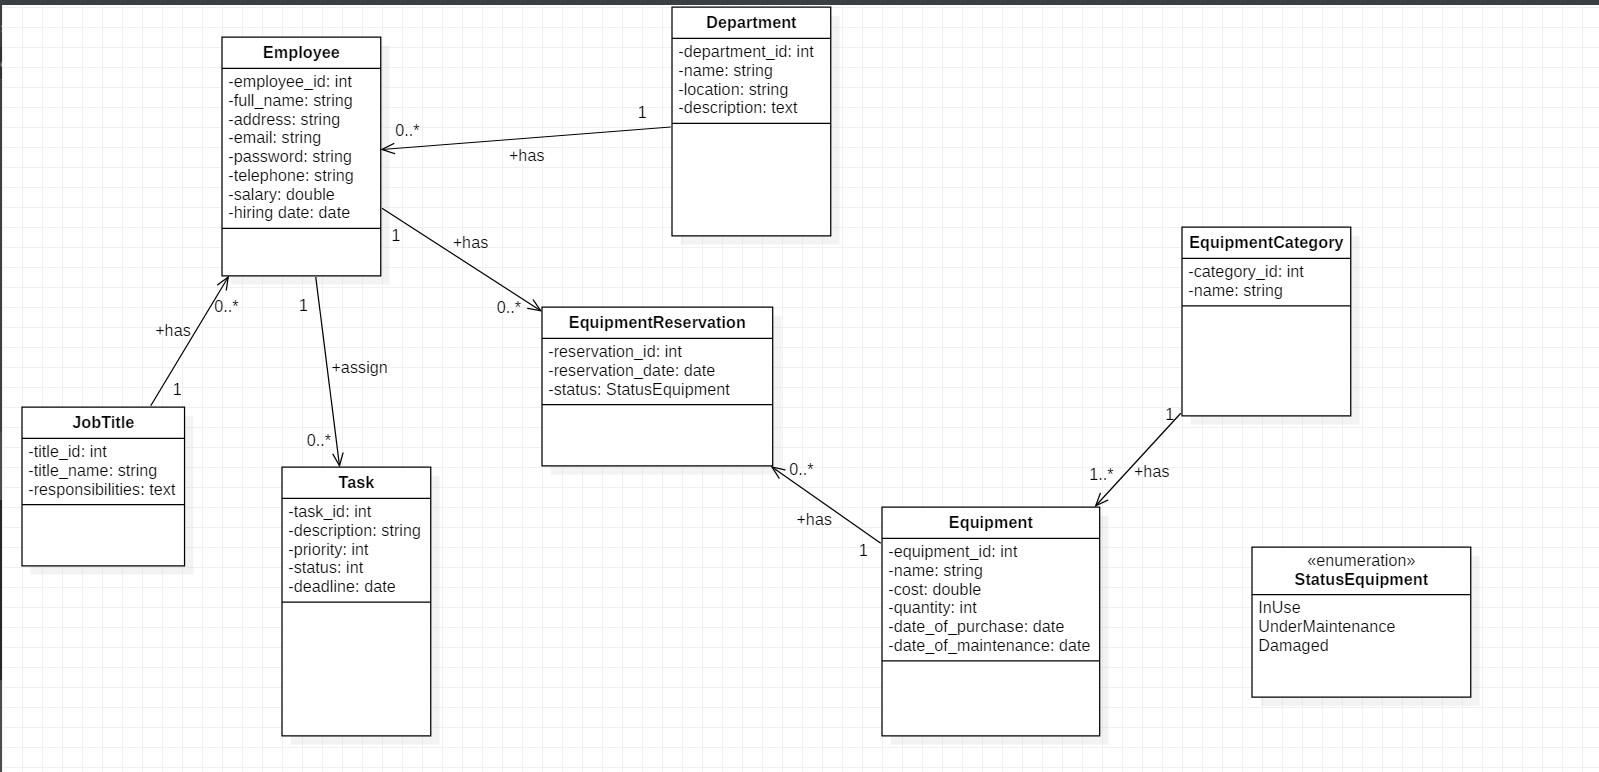 Department
-department_id: int
-name: string
-location: string
-description: text
Employee
-employee_id: int
-full_name: string
-address: string
-email: string
-password: string
-telephone: string
-salary: double
-hiring date: date
1
0..*
+has
1
+has
0..*
EquipmentCategory
-category_id: int
-name: string
1
0..*
+has
1
EquipmentReservation
-reservation_id: int
-reservation_date: date
-status: StatusEquipment
+assign
0..*
JobTitle
-title_id: int
-title_name: string
-responsibilities: text
Task
-task_id: int
-description: string
-priority: int
-status: int
-deadline: date
1
1..*
+has
0..*
+has
1
Equipment
-equipment_id: int
-name: string
-cost: double
-quantity: int
-date_of_purchase: date
-date_of_maintenance: date
«enumeration»
StatusEquipment
InUse
UnderMaintenance
Damaged